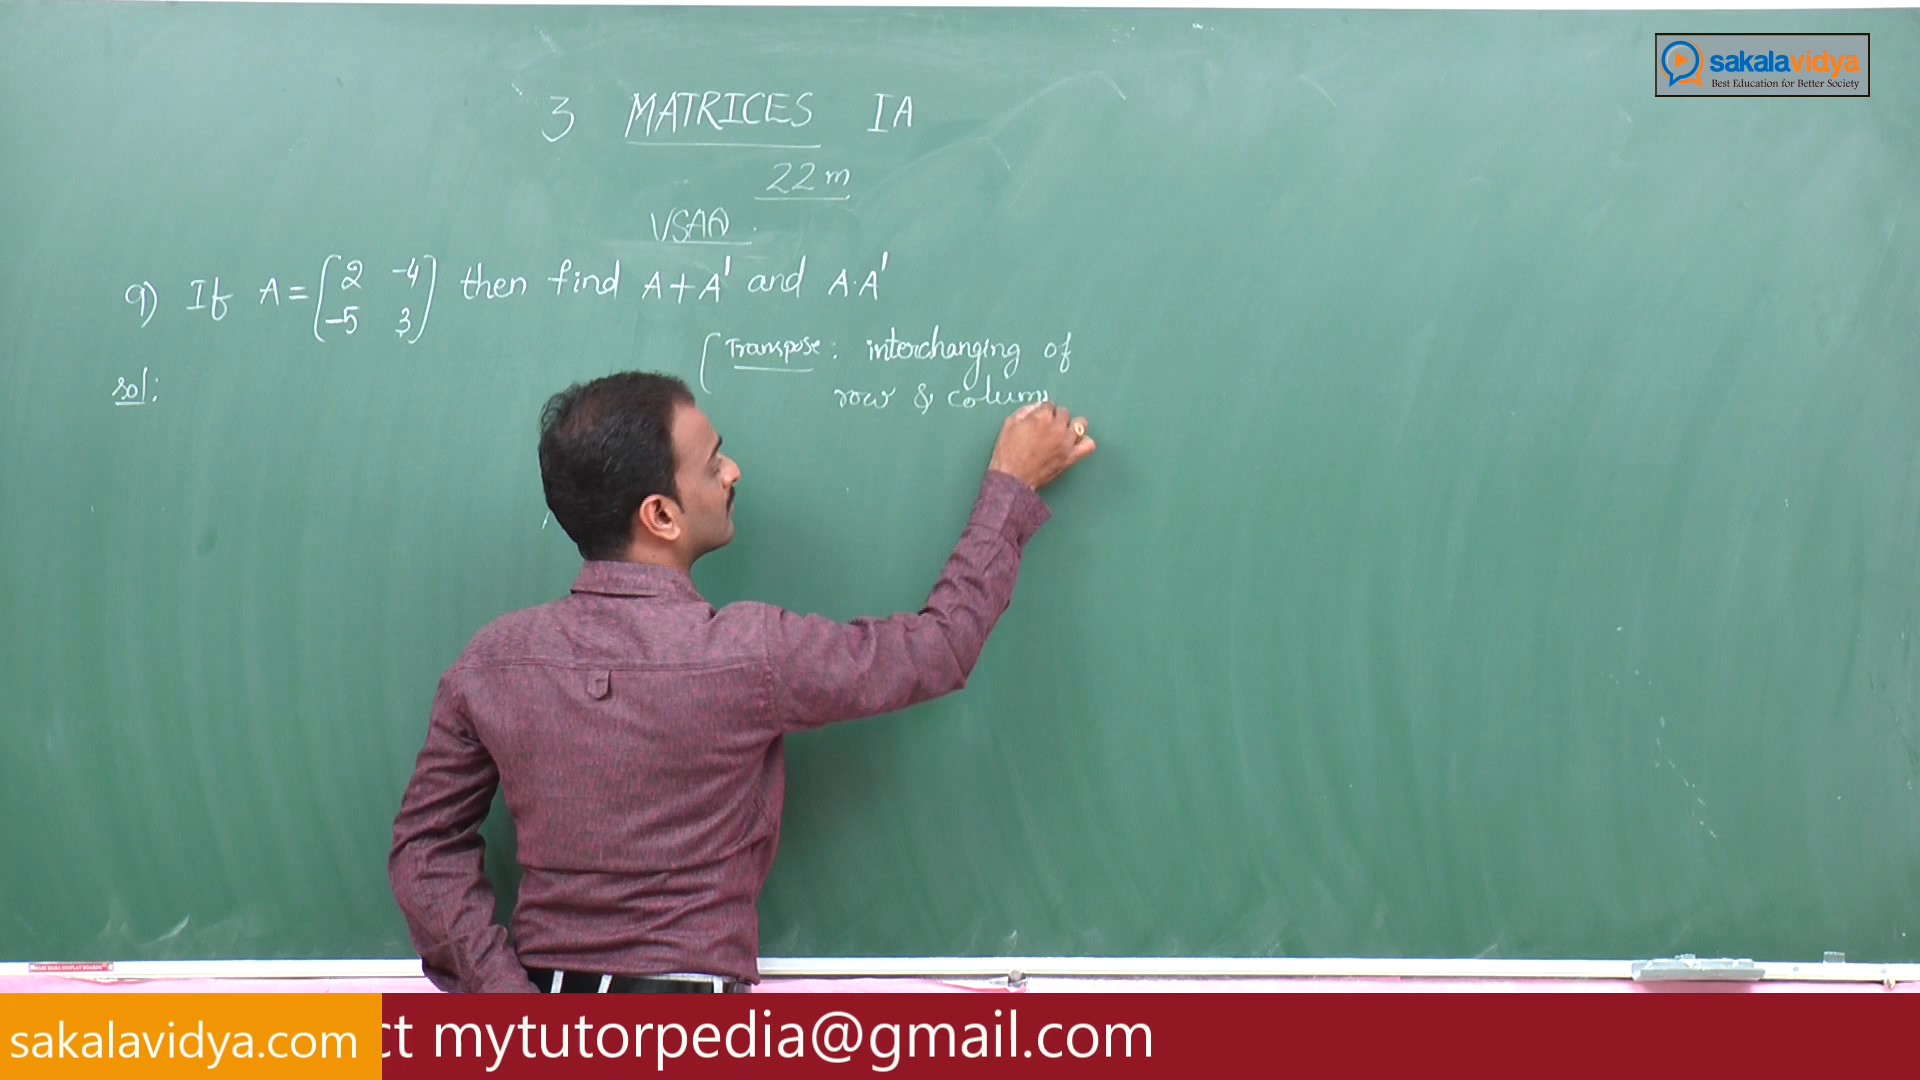 sakalavidya
Best Education for Better Society
3 MATRICES IA
22 m
VSAQ
9) If A = [2 -4
-5 3] then find A+A' and A.A'
[Transpose: interchanging of
row & column
sol:
sakalavidya.com
ct mytutorpedia@gmail.com